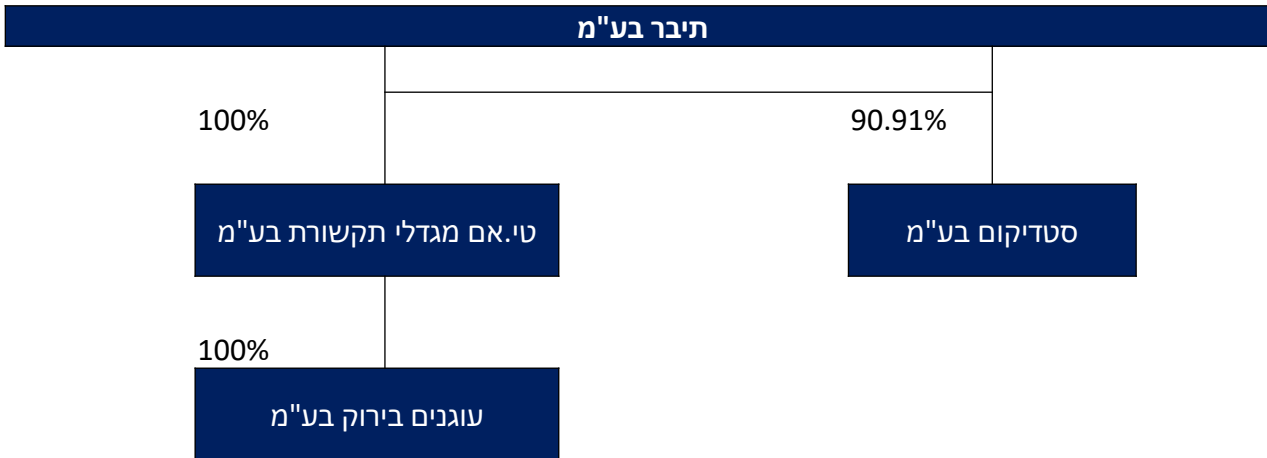 תיבר בע"מ
90.91%
100%
סטדיקום בע"מ
טי.אם מגדלי תקשורת בע"מ
100%
עוגנים בירוק בע"מ